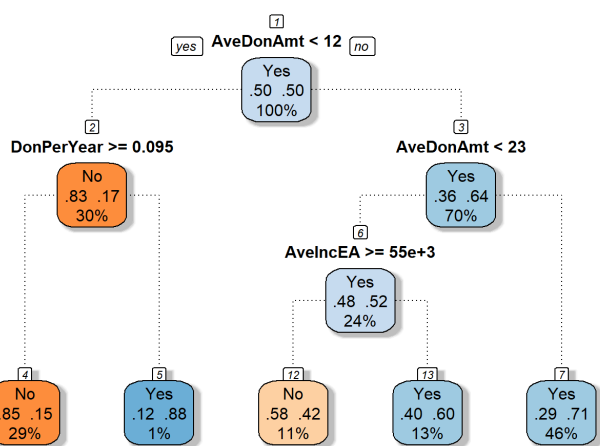 1
yes AveDonAmt < 12 no
Yes
.50 .50
100%
2
DonPerYear >= 0.095
No
.83 .17
30%
3
AveDonAmt < 23
Yes
.36 .64
70%
6
AveIncEA >= 55e+3
Yes
.48 .52
24%
4
No
.85 .15
29%
5
Yes
.12 .88
1%
12
No
.58 .42
11%
13
Yes
.40 .60
13%
7
Yes
.29 .71
46%